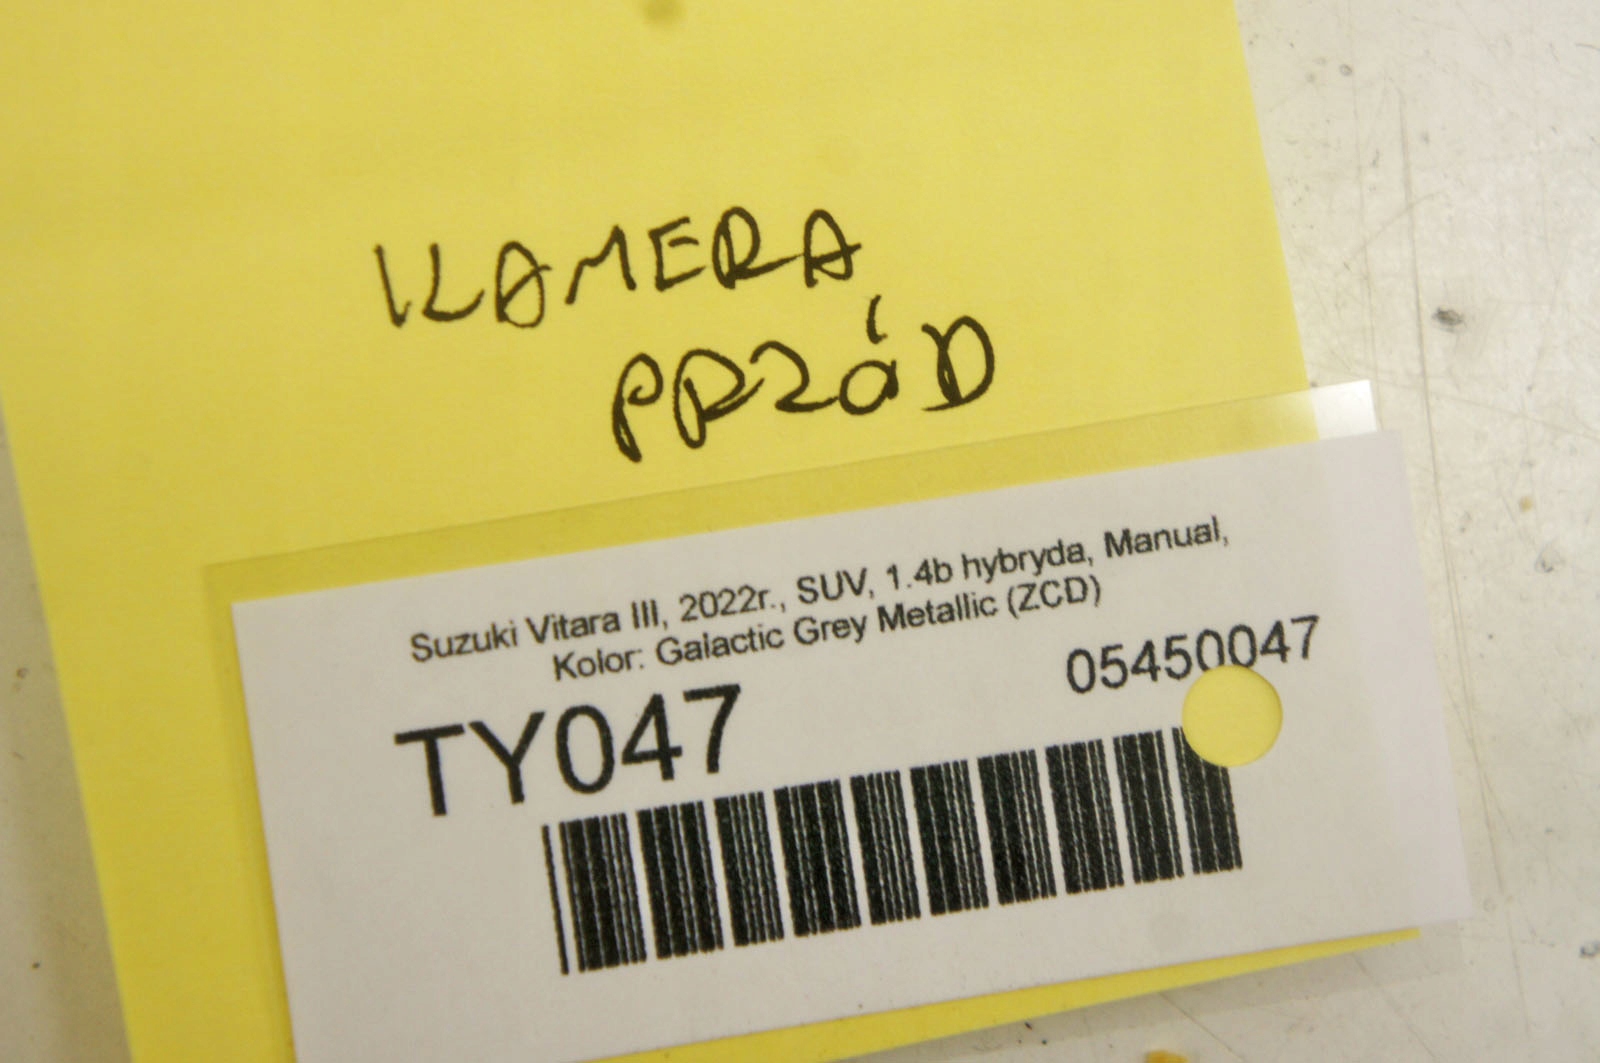 KAMERA
PRZÓD
Suzuki Vitara III, 2022r., SUV, 1.4b hybryda, Manual,
Kolor: Galactic Grey Metallic (ZCD)
05450047
TY047